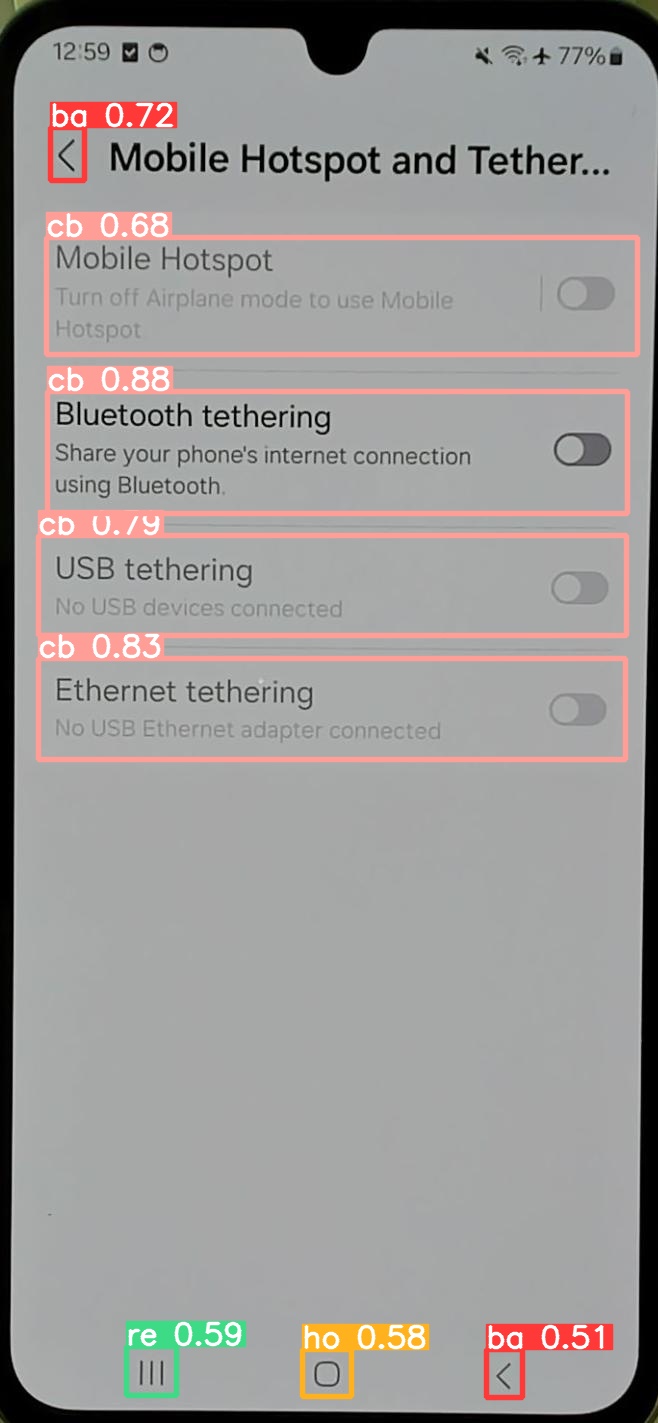 12:59
77%
ba 0.72
Mobile Hotspot and Tether...
cb 0.68
Mobile Hotspot
Turn off Airplane mode to use Mobile
Hotspot
cb 0.88
Bluetooth tethering
Share your phone's internet connection
using Bluetooth.
cb 0.79
USB tethering
No USB devices connected
cb 0.83
Ethernet tethering
No USB Ethernet adapter connected
re 0.59
ho 0.58
ba 0.51